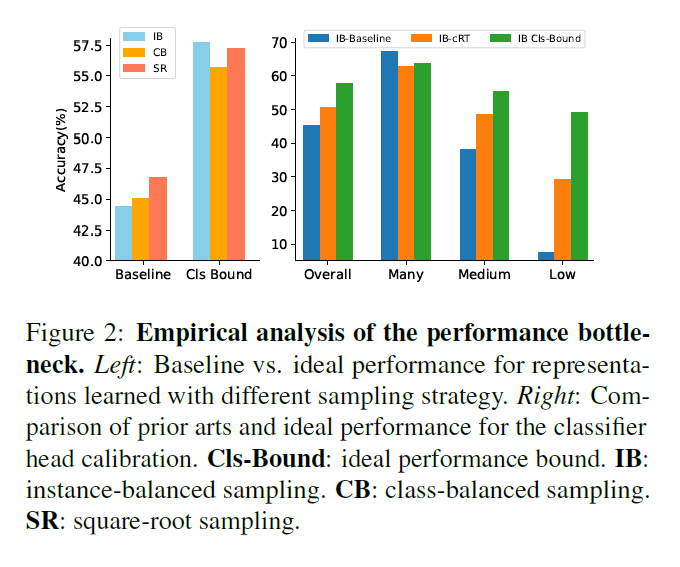 IB
CB
SR
Accuracy(%)
57.5
55.0
52.5
50.0
47.5
45.0
42.5
40.0
Baseline Cls Bound
IB-Baseline IB-cRT IB Cls-Bound
70
60
50
40
30
20
10
Overall Many Medium Low
Figure 2: Empirical analysis of the performance bottle-
neck. Left: Baseline vs. ideal performance for representa-
tions learned with different sampling strategy. Right: Com-
parison of prior arts and ideal performance for the classifier
head calibration. Cls-Bound: ideal performance bound. IB:
instance-balanced sampling. CB: class-balanced sampling.
SR: square-root sampling.